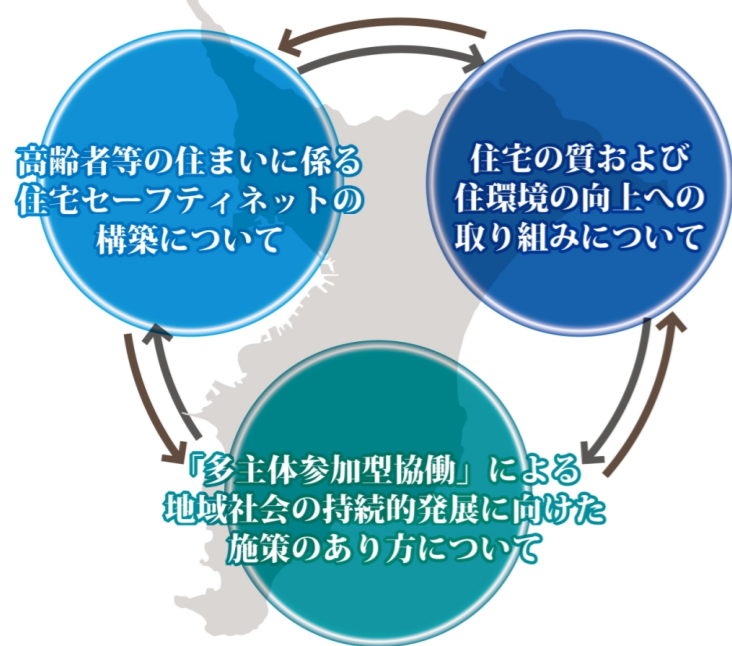 高齢者等の住まいに係る
住宅セーフティネットの
構築について
住宅の質および
住環境の向上への
取り組みについて
「多主体参加型協働」による
地域社会の持続的発展に向けた
施策のあり方について